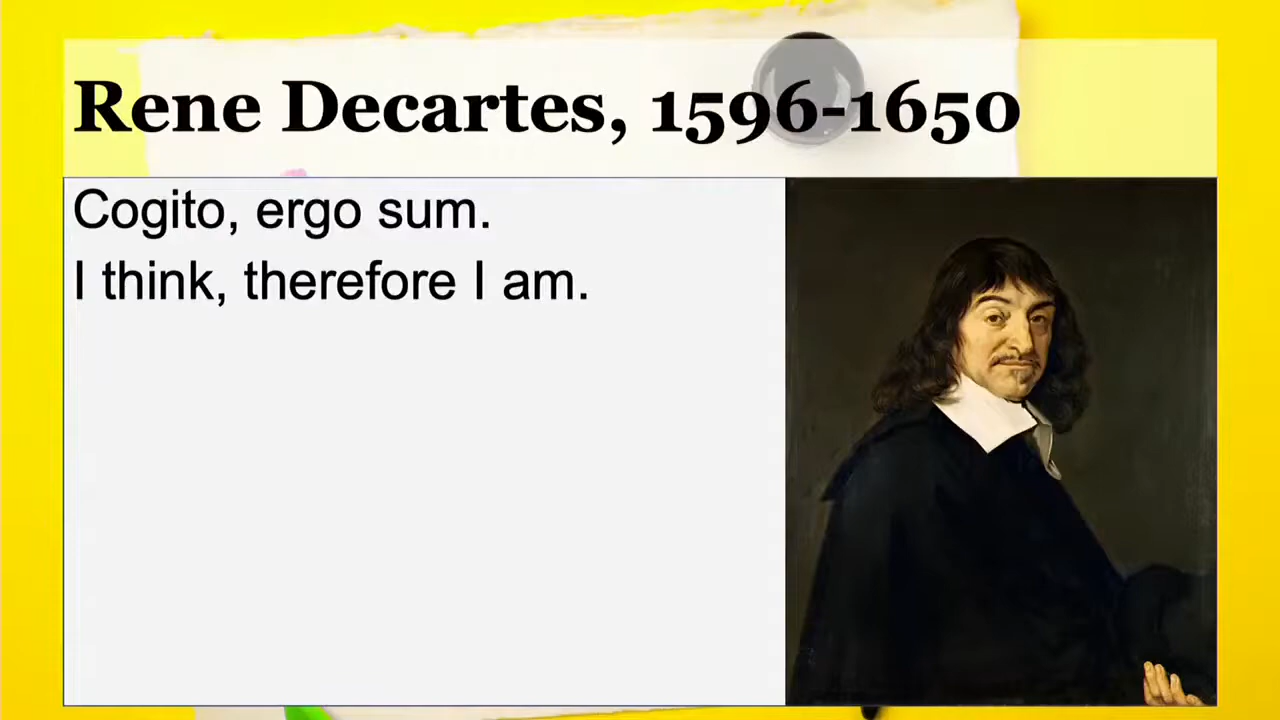 Rene Decartes, 1596-1650
Cogito, ergo sum.
I think, therefore I am.